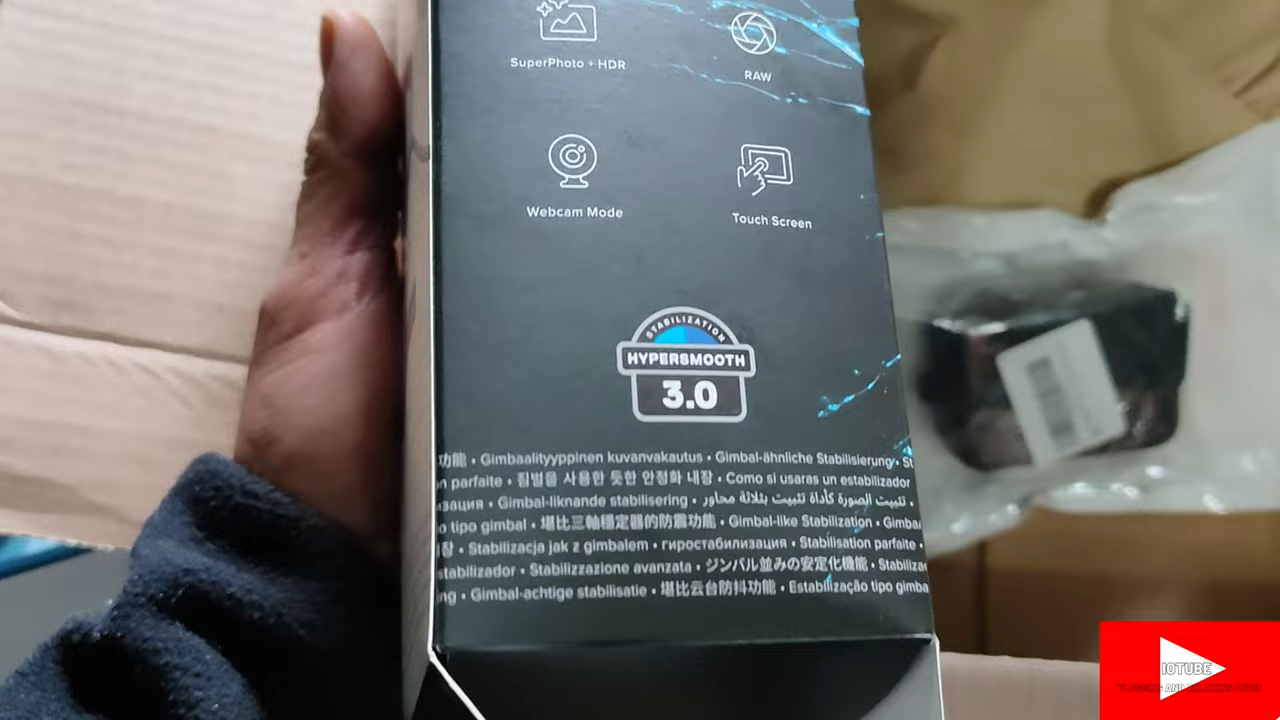 SuperPhoto + HDR
RAW
Webcam Mode
Touch Screen
STABILIZATION
HYPERSMOOTH
3.0
功能 • Gimbaalityyppinen kuvanvakautus • Gimbal-ähnliche Stabilisierung • St
n parfaite • 짐벌을 사용한 듯한 안정화 내장 • Como si usaras un estabilizador
изация • Gimbal-liknande stabilisering • تثبيت الصورة كأداة تثبيت بثلاثة محاور •
o tipo gimbal • 堪比三軸穩定器的防震功能 • Gimbal-like Stabilization • Gimba
장 • Stabilizacja jak z gimbalem • гиростабилизация • Stabilisation parfaite •
stabilizador • Stabilizzazione avanzata • ジンバル並みの安定化機能 • Stabilizac
ng • Gimbal-achtige stabilisatie • 堪比云台防抖功能 • Estabilização tipo gimba
IOTUBE